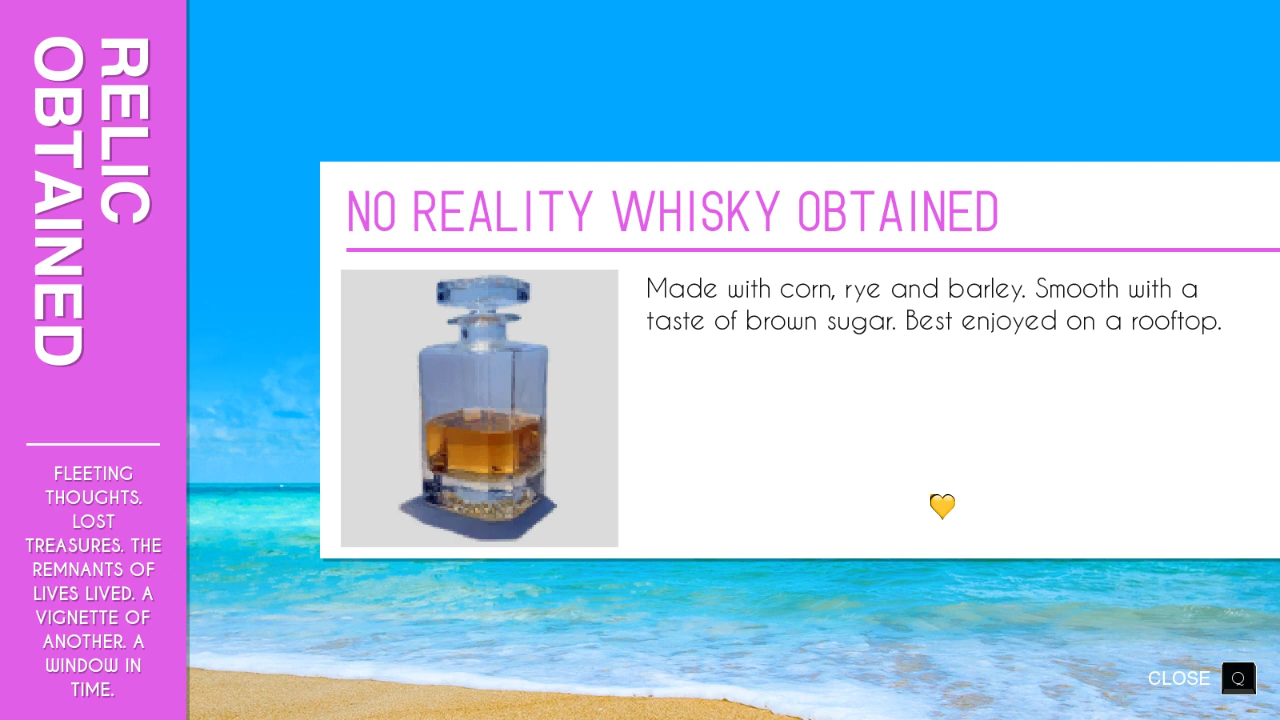 RELIC
OBTAINED
FLEETING
THOUGHTS.
LOST
TREASURES. THE
REMNANTS OF
LIVES LIVED. A
VIGNETTE OF
ANOTHER. A
WINDOW IN
TIME.
NO REALITY WHISKY OBTAINED
Made with corn, rye and barley. Smooth with a
taste of brown sugar. Best enjoyed on a rooftop.
CLOSE Q